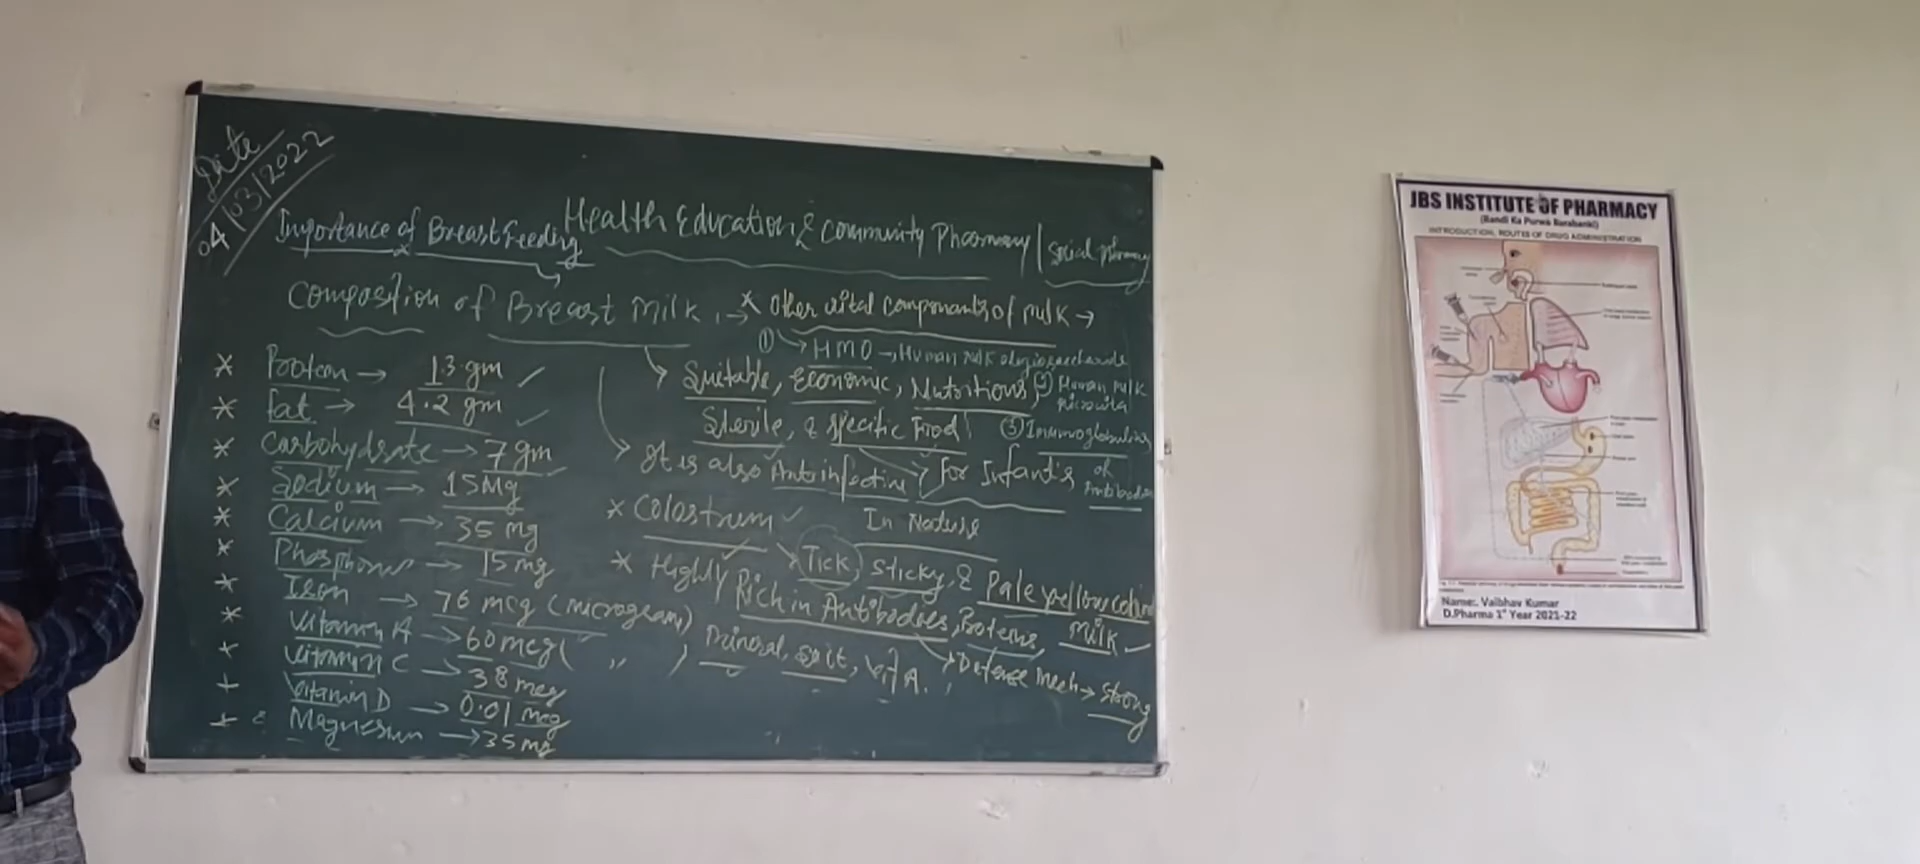 Date
04/03/2022
Health Education & Community Pharmacy | Social Pharmacy
Importance of Breast Feeding
Composition of Breast Milk
* Other vital components of milk →
① → HMO → Human milk
② Human milk
③ Immunoglobulins
or
Antibodies
* Protein → 1.3 gm
* fat → 4.2 gm
* Carbohydrate → 7 gm
* Sodium → 15 Mg
* Calcium → 35 mg
* Phosphorus → 15 mg
* Iron → 76 mcg (microgram)
* Vitamin A → 60 mcg ( ,, )
+ Vitamin C → 38 mcg
+ Vitamin D → 0.01 mcg
+ Magnesium → 35 mg
Suitable, Economic, Nutritious,
Sterile, & Specific Food
It is also Anti infective for Infant's
* Colostrum
In Nature
Tick, Sticky, & Pale yellow
Milk
* Highly Rich in Antibodies, Proteins,
Mineral, Vit A.
Defense mech → strong
JBS INSTITUTE OF PHARMACY
(Bandi Ka Purwa Barabanki)
INTRODUCTION, ROUTES OF DRUG ADMINISTRATION
Name:. Vaibhav Kumar
D.Pharma 1st Year 2021-22